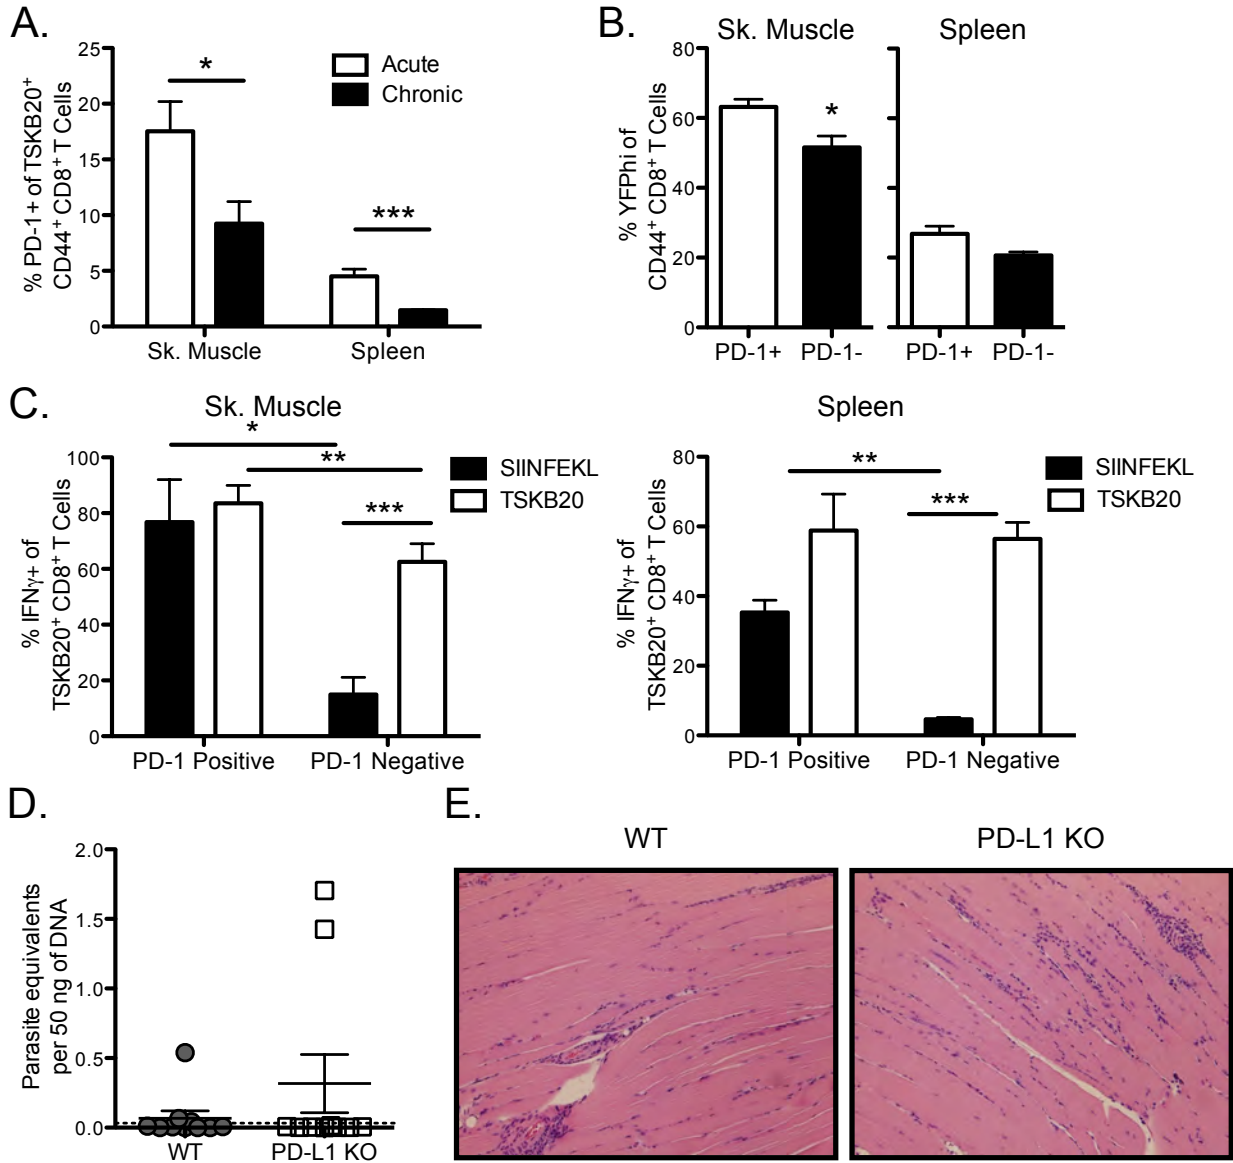 A.
% PD-1+ of TSKB20+
CD44+ CD8+ T Cells
25
20
15
10
5
0
*
***
Acute
Chronic
Sk. Muscle
Spleen
B.
Sk. Muscle
Spleen
% YFPhi of
CD44+ CD8+ T Cells
80
60
40
20
0
*
PD-1+
PD-1-
PD-1+
PD-1-
C.
Sk. Muscle
% IFNγ+ of
TSKB20+ CD8+ T Cells
100
80
60
40
20
0
*
**
***
SIINFEKL
TSKB20
PD-1 Positive
PD-1 Negative
Spleen
% IFNγ+ of
TSKB20+ CD8+ T Cells
80
60
40
20
0
**
***
SIINFEKL
TSKB20
PD-1 Positive
PD-1 Negative
D.
Parasite equivalents
per 50 ng of DNA
2.0
1.5
1.0
0.5
0.0
WT
PD-L1 KO
E.
WT
PD-L1 KO